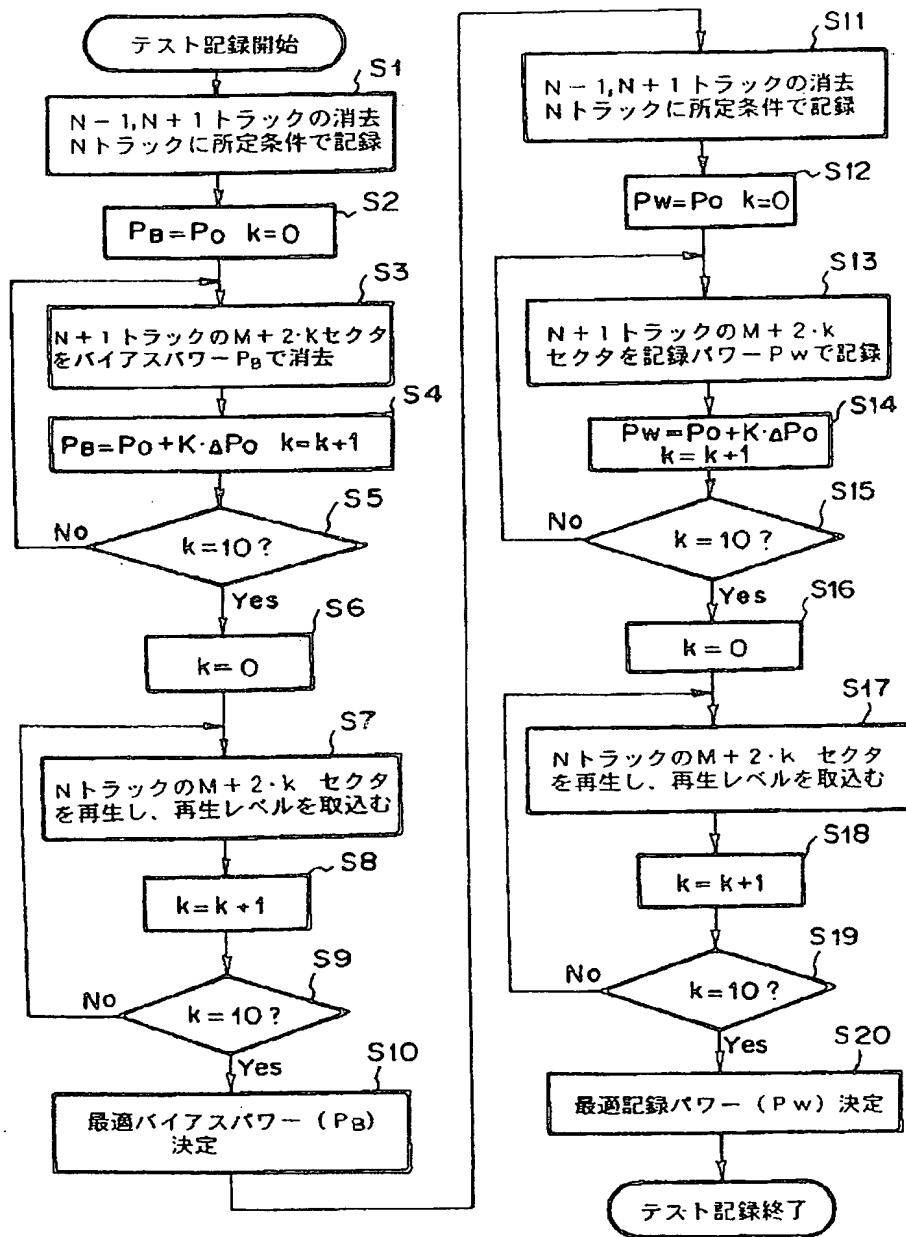 テスト記録開始
S1
N-1,N+1トラックの消去
Nトラックに所定条件で記録
S2
PB=Po k=0
S3
N+1トラックのM+2·Kセクタ
をバイアスパワーPBで消去
S4
PB=Po+K·ΔPo k=k+1
S5
k=10?
No
Yes
S6
k=0
S7
NトラックのM+2·k セクタ
を再生し、再生レベルを取込む
S8
k=k+1
S9
k=10?
No
Yes
S10
最適バイアスパワー(PB)
決定
S11
N-1,N+1トラックの消去
Nトラックに所定条件で記録
S12
Pw=Po k=0
S13
N+1トラックのM+2·k
セクタを記録パワーPwで記録
S14
Pw=Po+K·ΔPo
k=k+1
S15
k=10?
No
Yes
S16
k=0
S17
NトラックのM+2·k セクタ
を再生し、再生レベルを取込む
S18
k=k+1
S19
k=10?
No
Yes
S20
最適記録パワー(Pw)決定
テスト記録終了